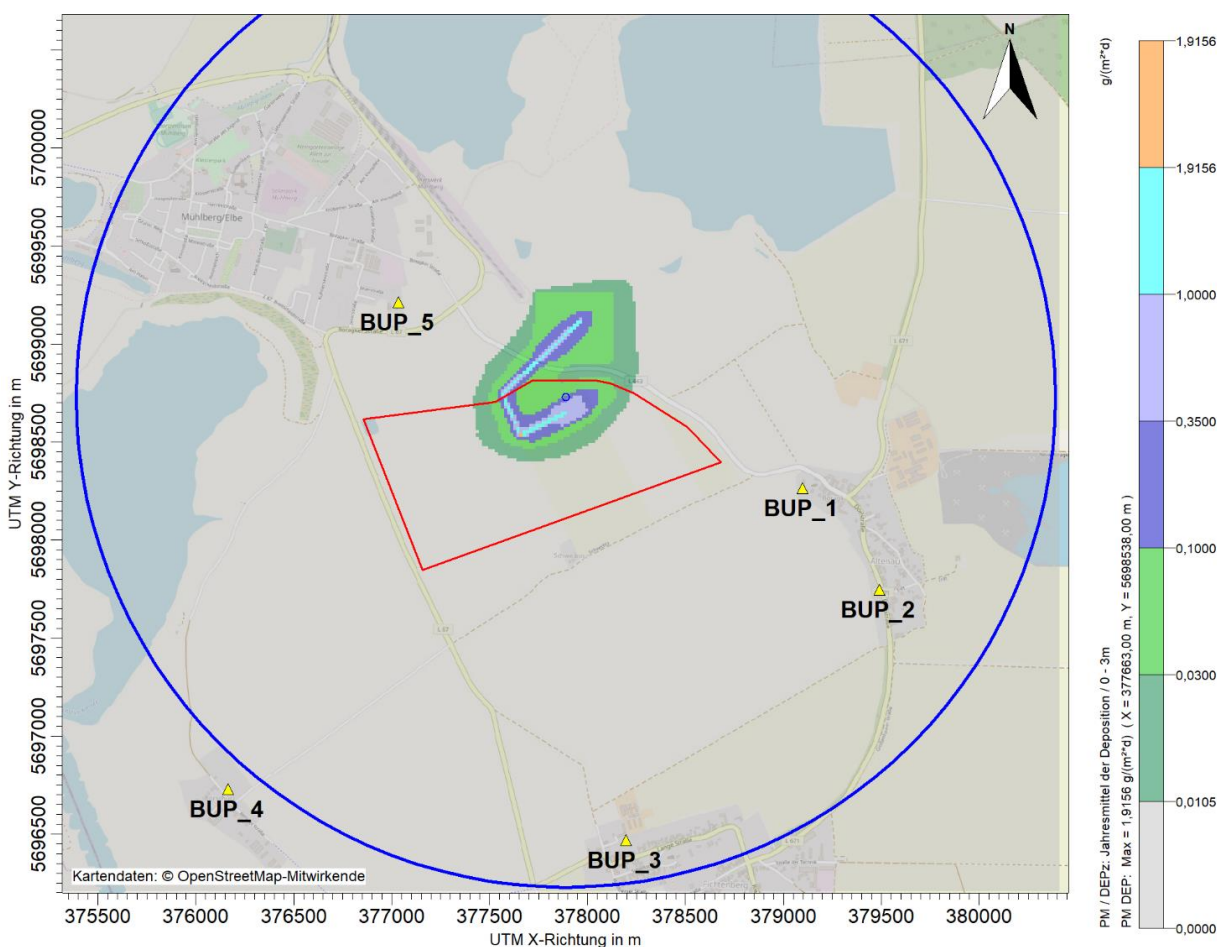 N
g/(m²*d)
1,9156
1,9156
1,0000
0,3500
0,1000
0,0300
0,0105
0,0000
PM / DEPz: Jahresmittel der Deposition / 0 - 3m
PM DEP: Max = 1,9156 g/(m²*d) ( X = 377663,00 m, Y = 5698538,00 m )
UTM Y-Richtung in m
5700000
5699500
5699000
5698500
5698000
5697500
5697000
5696500
Mühlberg/Elbe
BUP_5
BUP_1
BUP_2
BUP_4
BUP_3
Altenau
Fichtenberg
L 67
L 671
Kartendaten: © OpenStreetMap-Mitwirkende
375500
376000
376500
377000
377500
378000
378500
379000
379500
380000
UTM X-Richtung in m